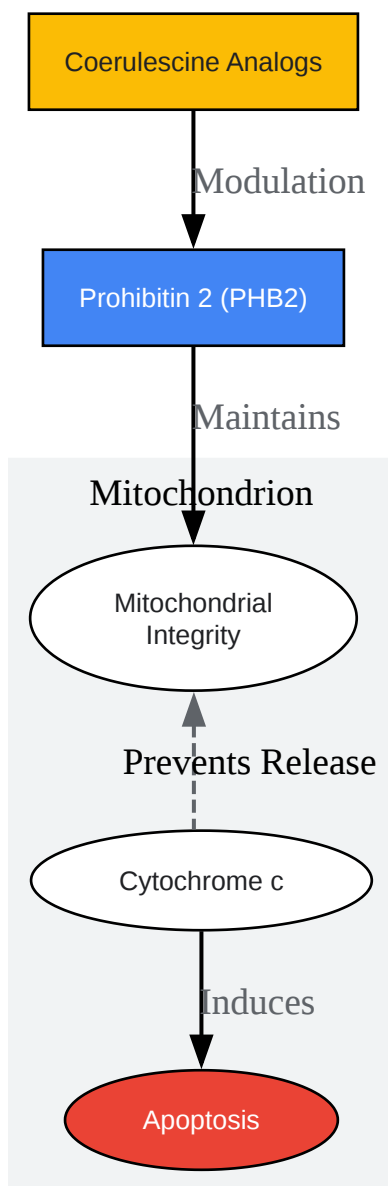 Coerulescine Analogs
Modulation
Prohibitin 2 (PHB2)
Maintains
Mitochondrion
Mitochondrial
Integrity
Prevents Release
Cytochrome c
Induces
Apoptosis